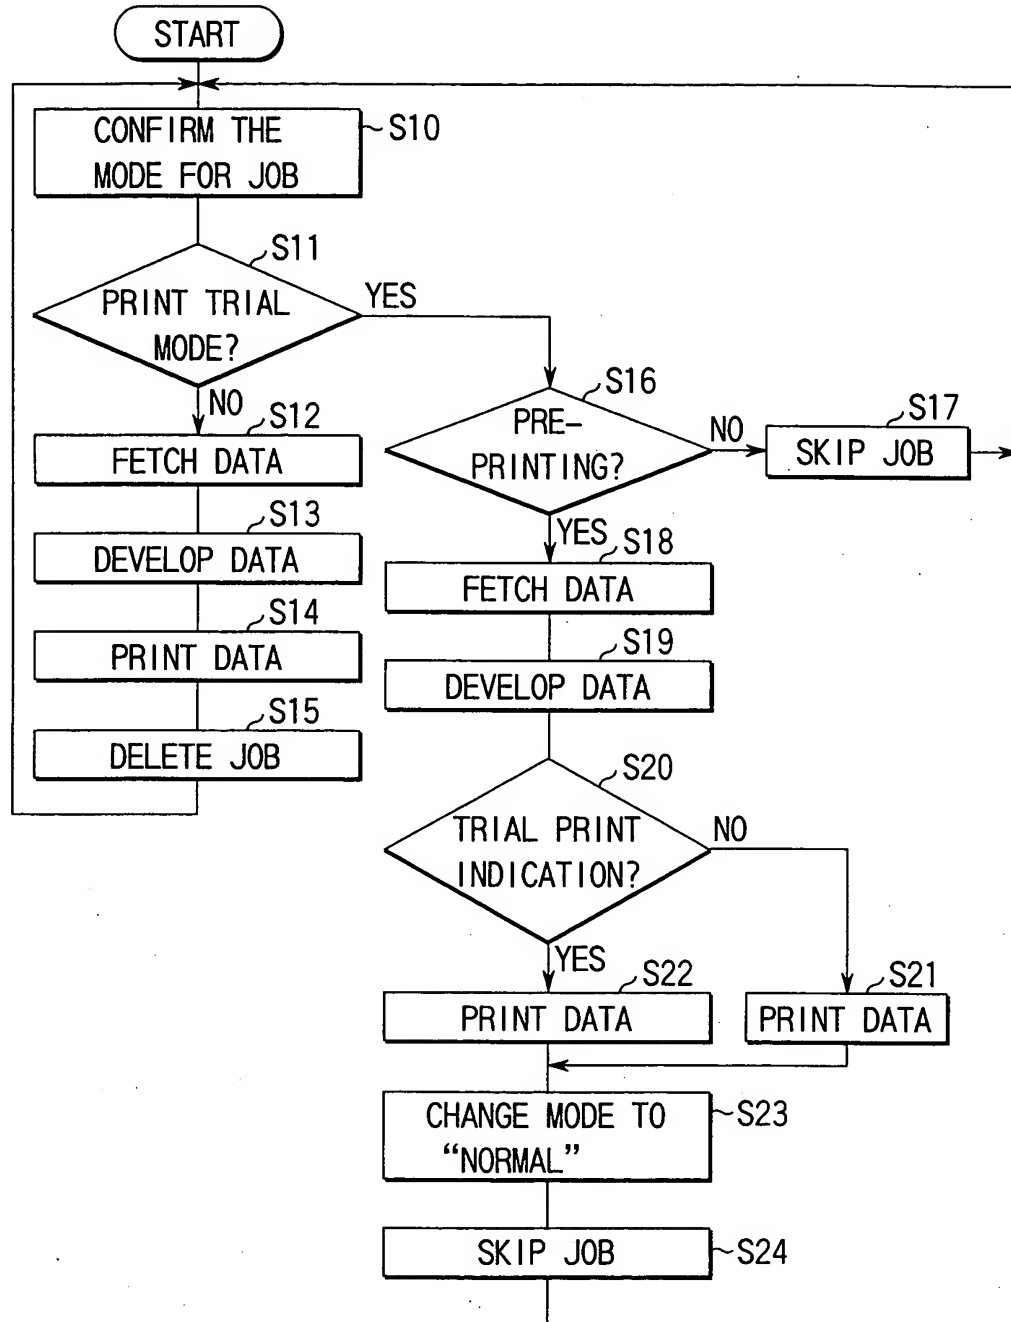 START
CONFIRM THE
MODE FOR JOB
S10
S11
PRINT TRIAL
MODE?
YES
NO
S12
FETCH DATA
S13
DEVELOP DATA
S14
PRINT DATA
S15
DELETE JOB
S16
PRE-
PRINTING?
NO
S17
SKIP JOB
YES
S18
FETCH DATA
S19
DEVELOP DATA
S20
TRIAL PRINT
INDICATION?
NO
YES
S22
PRINT DATA
S21
PRINT DATA
CHANGE MODE TO
“NORMAL”
S23
SKIP JOB
S24